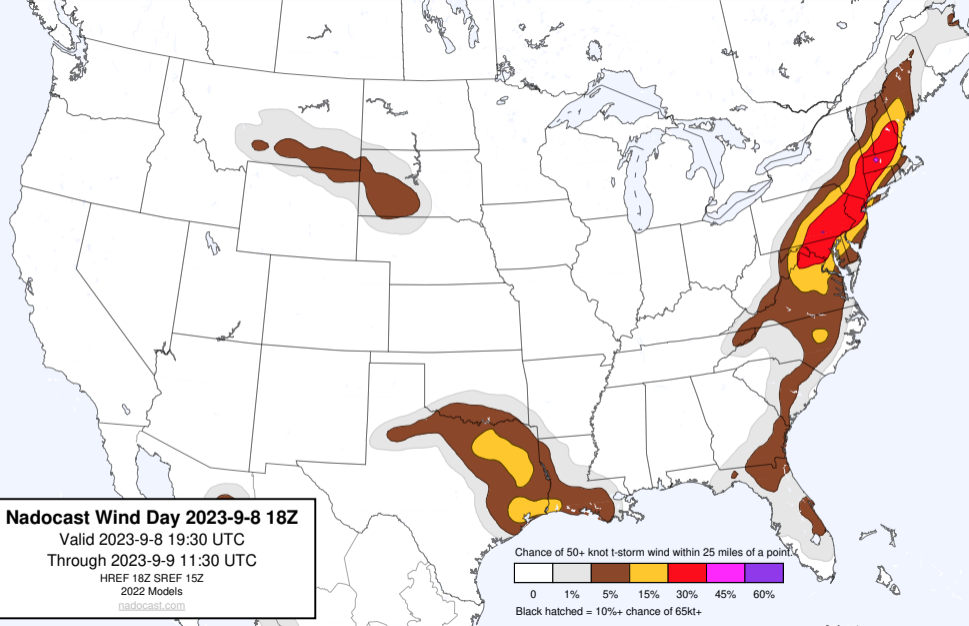 Nadocast Wind Day 2023-9-8 18Z
Valid 2023-9-8 19:30 UTC
Through 2023-9-9 11:30 UTC
HREF 18Z SREF 15Z
2022 Models
nadocast.com
Chance of 50+ knot t-storm wind within 25 miles of a point.
0 1% 5% 15% 30% 45% 60%
Black hatched = 10%+ chance of 65kt+